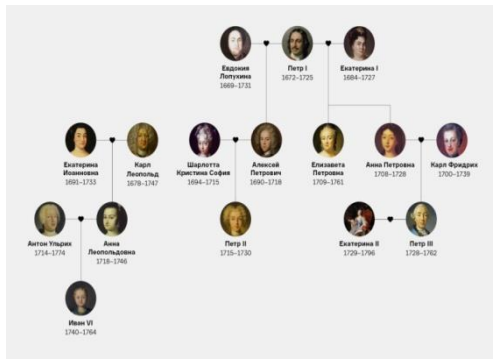 Евдокия
Лопухина
1669–1731
Петр I
1672–1725
Екатерина I
1684–1727
Екатерина
Иоанновна
1691–1733
Карл
Леопольд
1678–1747
Шарлотта
Кристина София
1694–1715
Алексей
Петрович
1690–1718
Елизавета
Петровна
1709–1761
Анна Петровна
1708–1728
Карл Фридрих
1700–1739
Антон Ульрих
1714–1774
Анна
Леопольдовна
1718–1746
Петр II
1715–1730
Екатерина II
1729–1796
Петр III
1728–1762
Иван VI
1740–1764